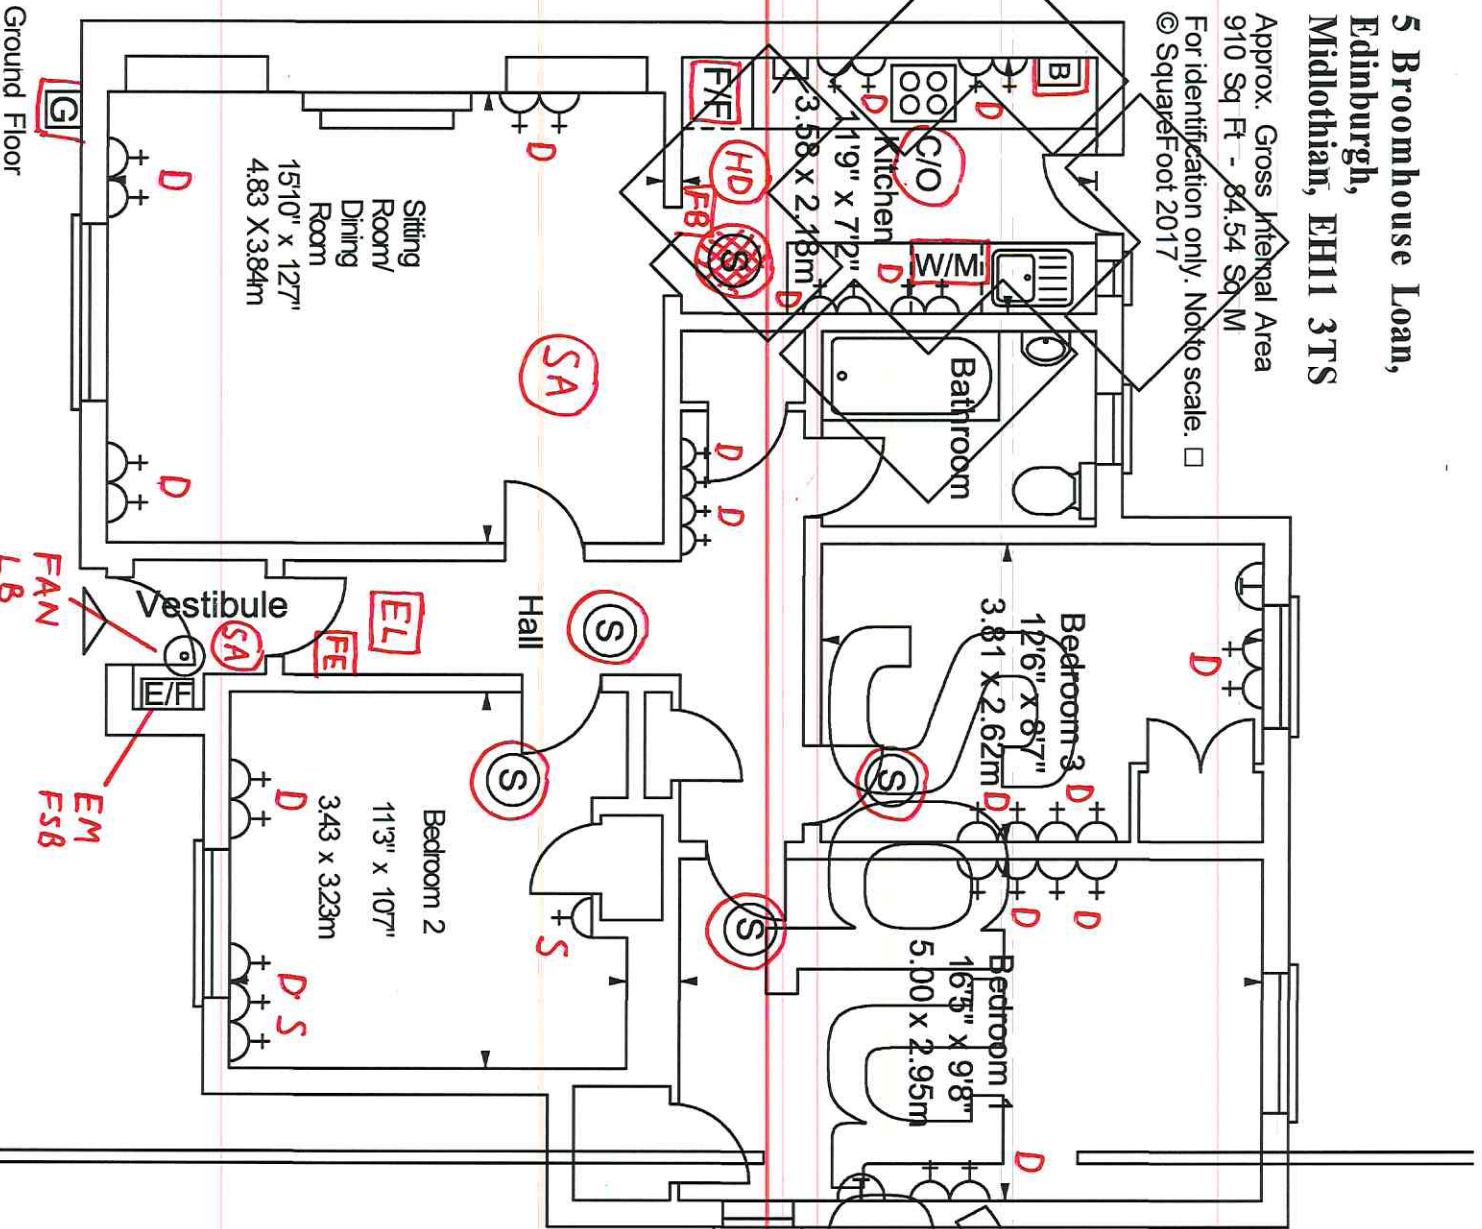 5 Broomhouse Loan,
Edinburgh,
Midlothian, EH11 3TS
Approx. Gross Internal Area
910 Sq Ft - 84.54 Sq M
For identification only. Not to scale. □
© SquareFoot 2017
B
C/O
D
D
Kitchen
11'9" x 7'2"
3.58 x 2.18m
F/F
HD
FB
S
W/M
D
D
Bathroom
D
Sitting
Room/
Dining
Room
15'10" x 12'7"
4.83 X3.84m
SA
D
D
G
D
D
Hall
S
EL
FE
SA
Vestibule
E/F
FAN
LB
EM
FSB
Bedroom 3
12'6" x 8'7"
3.81 x 2.62m
D
D
D
S
Bedroom 2
11'3" x 10'7"
3.43 x 3.23m
S
D
D S
S
S
Bedroom 1
16'5" x 9'8"
5.00 x 2.95m
D
D
D
Ground Floor